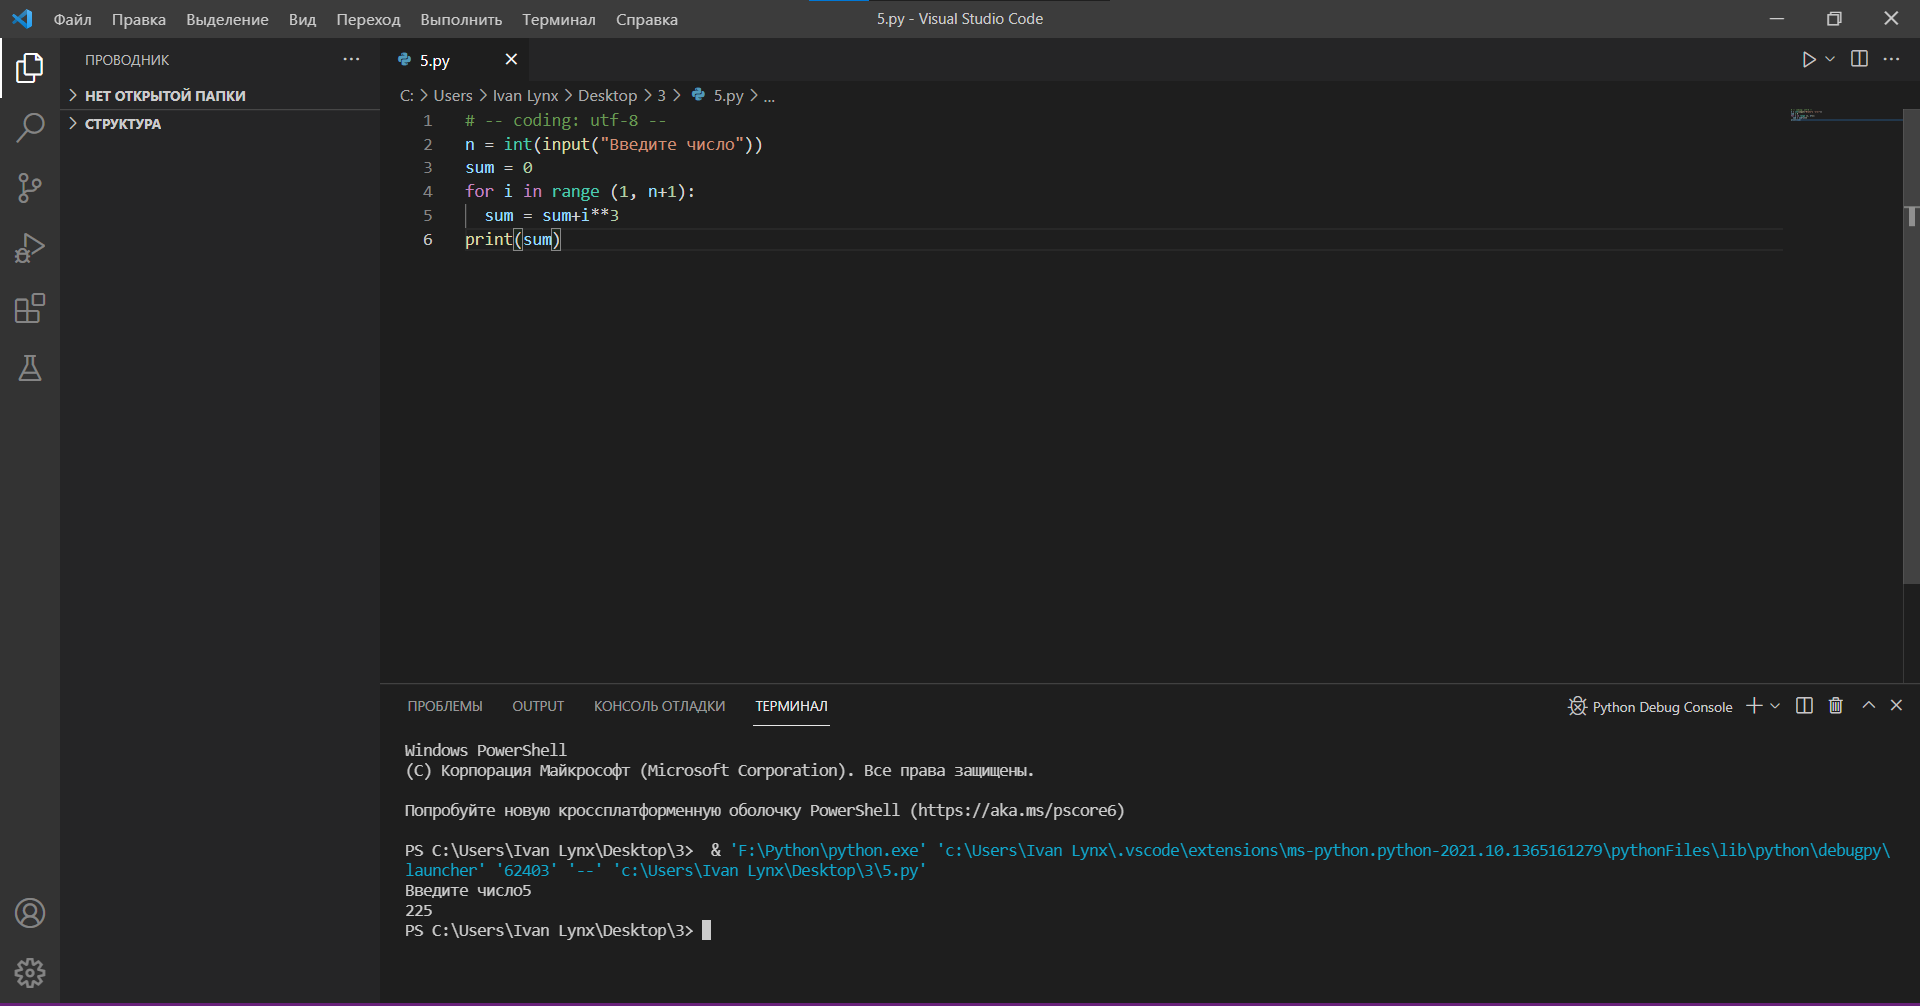 Файл Правка Выделение Вид Переход Выполнить Терминал Справка 5.py - Visual Studio Code
ПРОВОДНИК
НЕТ ОТКРЫТОЙ ПАПКИ
СТРУКТУРА
5.py
C: > Users > Ivan Lynx > Desktop > 3 > 5.py > ...
1 # -- coding: utf-8 --
2 n = int(input("Введите число"))
3 sum = 0
4 for i in range (1, n+1):
5 sum = sum+i**3
6 print(sum)
ПРОБЛЕМЫ OUTPUT КОНСОЛЬ ОТЛАДКИ ТЕРМИНАЛ Python Debug Console
Windows PowerShell
(C) Корпорация Майкрософт (Microsoft Corporation). Все права защищены.
Попробуйте новую кроссплатформенную оболочку PowerShell (https://aka.ms/pscore6)
PS C:\Users\Ivan Lynx\Desktop\3> & 'F:\Python\python.exe' 'c:\Users\Ivan Lynx\.vscode\extensions\ms-python.python-2021.10.1365161279\pythonFiles\lib\python\debugpy\
launcher' '62403' '--' 'c:\Users\Ivan Lynx\Desktop\3\5.py'
Введите число5
225
PS C:\Users\Ivan Lynx\Desktop\3>